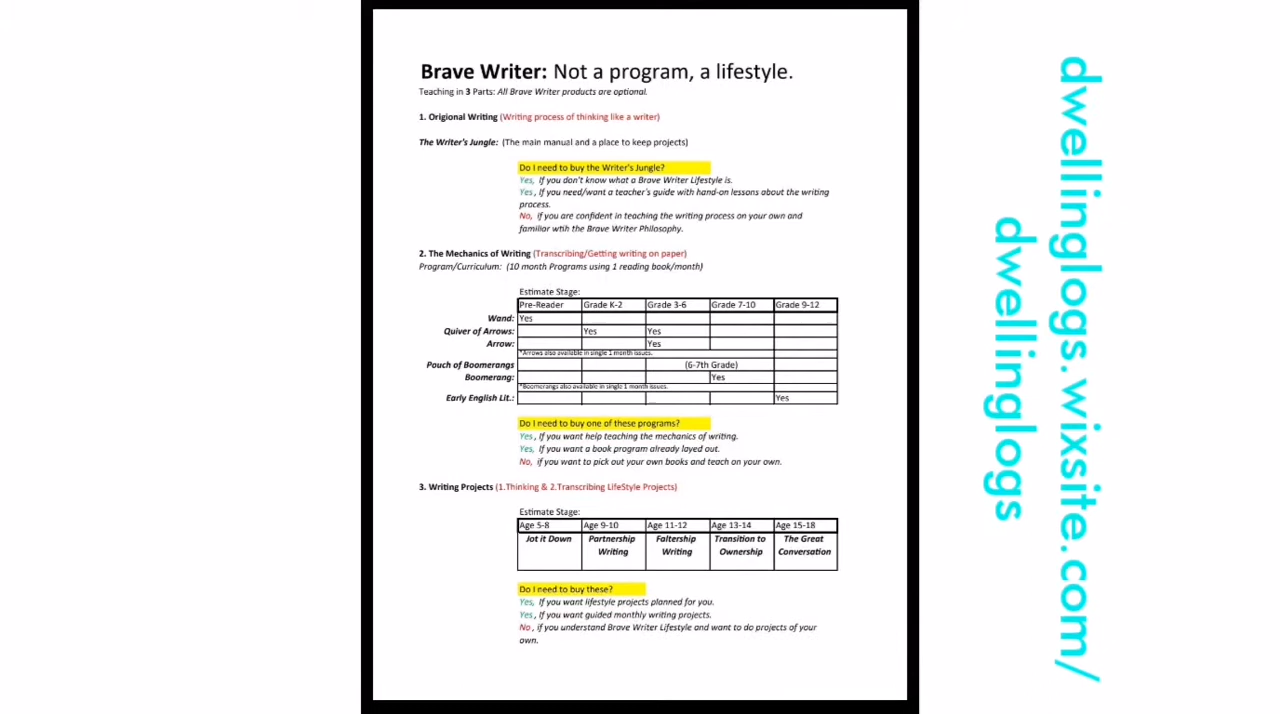 Brave Writer: Not a program, a lifestyle.
Teaching in 3 Parts: All Brave Writer products are optional.
1. Origional Writing (Writing process of thinking like a writer)
The Writer's Jungle: (The main manual and a place to keep projects)
Do I need to buy the Writer's Jungle?
Yes, If you don't know what a Brave Writer Lifestyle is.
Yes, If you need/want a teacher's guide with hand-on lessons about the writing
process.
No, if you are confident in teaching the writing process on your own and
familiar wtih the Brave Writer Philosophy.
2. The Mechanics of Writing (Transcribing/Getting writing on paper)
Program/Curriculum: (10 month Programs using 1 reading book/month)
Estimate Stage:
Pre-Reader Grade K-2 Grade 3-6 Grade 7-10 Grade 9-12
Wand: Yes
Quiver of Arrows: Yes Yes
Arrow: Yes
*Arrows also available in single 1 month issues.
Pouch of Boomerangs (6-7th Grade)
Boomerang: Yes
*Boomerangs also available in single 1 month issues.
Early English Lit.: Yes
Do I need to buy one of these programs?
Yes, If you want help teaching the mechanics of writing.
Yes, If you want a book program already layed out.
No, if you want to pick out your own books and teach on your own.
3. Writing Projects (1.Thinking & 2.Transcribing LifeStyle Projects)
Estimate Stage:
Age 5-8 Age 9-10 Age 11-12 Age 13-14 Age 15-18
Jot it Down Partnership Faltership Transition to The Great
Writing Writing Ownership Conversation
Do I need to buy these?
Yes, If you want lifestyle projects planned for you.
Yes, If you want guided monthly writing projects.
No, if you understand Brave Writer Lifestyle and want to do projects of your
own.
dwellinglogs.wixsite.com/
dwellinglogs